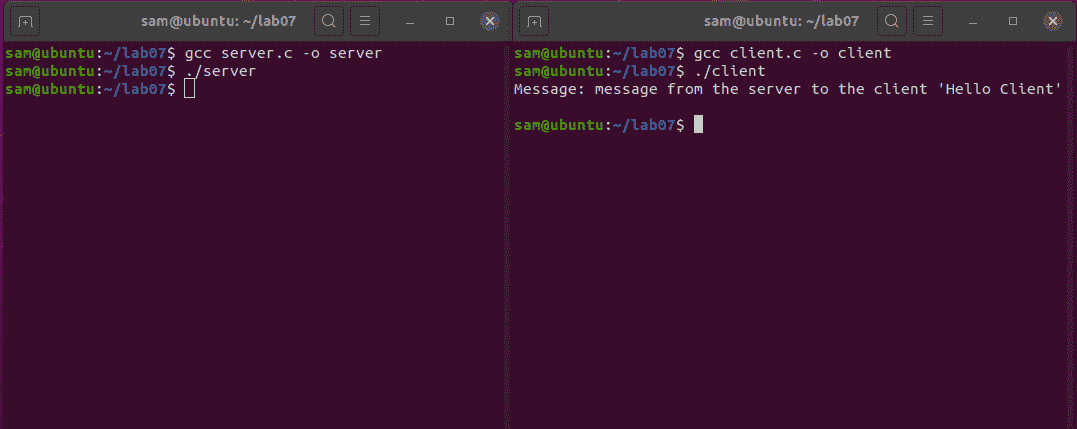 sam@ubuntu: ~/lab07
sam@ubuntu:~/lab07$ gcc server.c -o server
sam@ubuntu:~/lab07$ ./server
sam@ubuntu:~/lab07$
sam@ubuntu: ~/lab07
sam@ubuntu:~/lab07$ gcc client.c -o client
sam@ubuntu:~/lab07$ ./client
Message: message from the server to the client 'Hello Client'
sam@ubuntu:~/lab07$